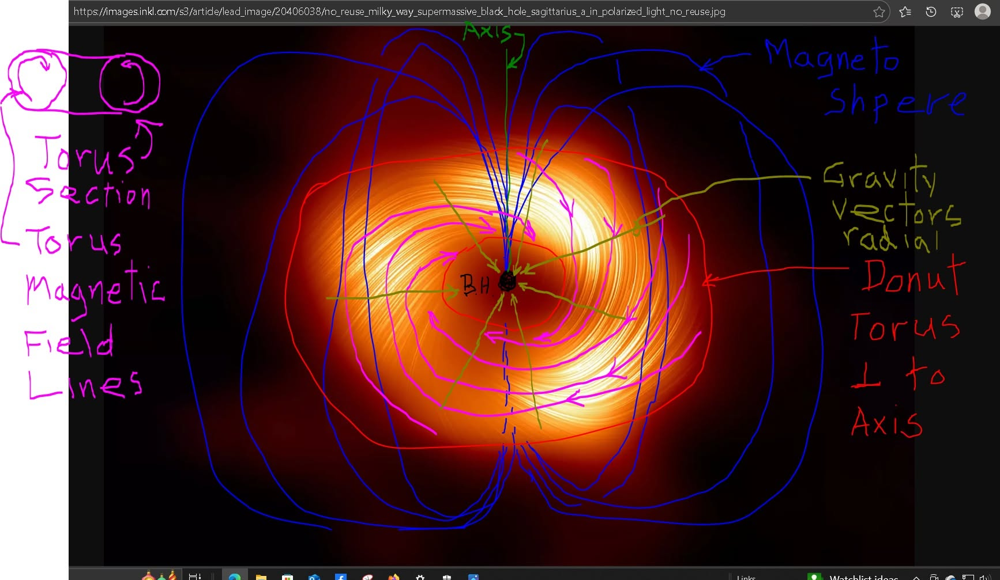 https://images.inkl.com/s3/article/lead_image/20406038/no_reuse_milky_way_supermassive_black_hole_sagittarius_a_in_polarized_light_no_reuse.jpg
Axis
Magneto
Shpere
Torus
Section
Torus
Magnetic
Field
Lines
B.H.
Gravity
vectors
radial
Donut
Torus
⊥ to
Axis
Links
Watchlist ideas